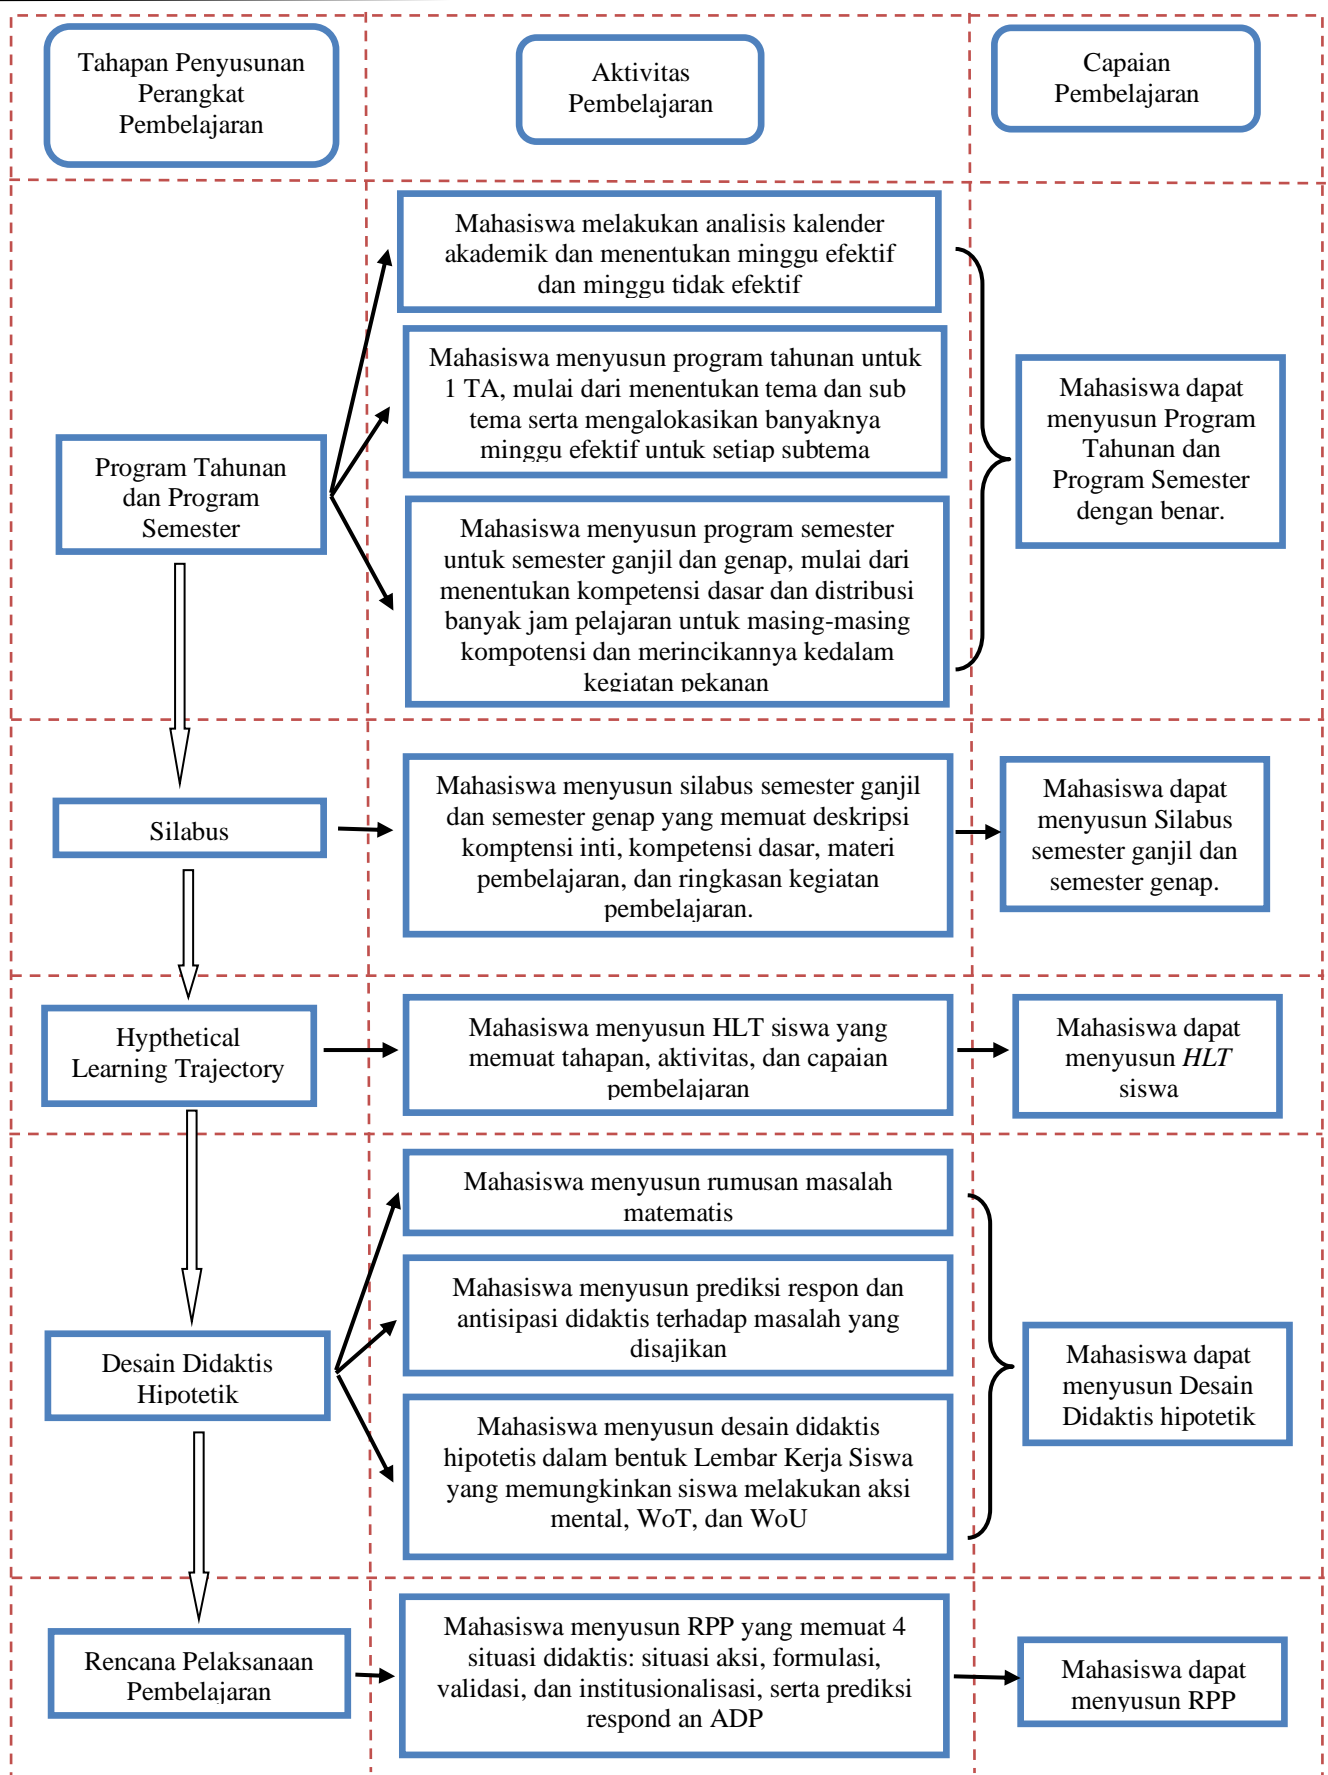 Tahapan Penyusunan
Perangkat
Pembelajaran
Aktivitas
Pembelajaran
Capaian
Pembelajaran
Program Tahunan
dan Program
Semester
Mahasiswa melakukan analisis kalender
akademik dan menentukan minggu efektif
dan minggu tidak efektif
Mahasiswa menyusun program tahunan untuk
1 TA, mulai dari menentukan tema dan sub
tema serta mengalokasikan banyaknya
minggu efektif untuk setiap subtema
Mahasiswa menyusun program semester
untuk semester ganjil dan genap, mulai dari
menentukan kompetensi dasar dan distribusi
banyak jam pelajaran untuk masing-masing
kompotensi dan merincikannya kedalam
kegiatan pekanan
Mahasiswa dapat
menyusun Program
Tahunan dan
Program Semester
dengan benar.
Silabus
Mahasiswa menyusun silabus semester ganjil
dan semester genap yang memuat deskripsi
komptensi inti, kompetensi dasar, materi
pembelajaran, dan ringkasan kegiatan
pembelajaran.
Mahasiswa dapat
menyusun Silabus
semester ganjil dan
semester genap.
Hypthetical
Learning Trajectory
Mahasiswa menyusun HLT siswa yang
memuat tahapan, aktivitas, dan capaian
pembelajaran
Mahasiswa dapat
menyusun HLT
siswa
Desain Didaktis
Hipotetik
Mahasiswa menyusun rumusan masalah
matematis
Mahasiswa menyusun prediksi respon dan
antisipasi didaktis terhadap masalah yang
disajikan
Mahasiswa menyusun desain didaktis
hipotetis dalam bentuk Lembar Kerja Siswa
yang memungkinkan siswa melakukan aksi
mental, WoT, dan WoU
Mahasiswa dapat
menyusun Desain
Didaktis hipotetik
Rencana Pelaksanaan
Pembelajaran
Mahasiswa menyusun RPP yang memuat 4
situasi didaktis: situasi aksi, formulasi,
validasi, dan institusionalisasi, serta prediksi
respond an ADP
Mahasiswa dapat
menyusun RPP